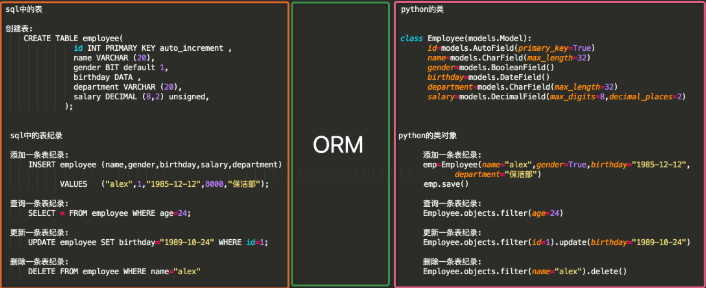 sql中的表
创建表:
CREATE TABLE employee(
id INT PRIMARY KEY auto_increment ,
name VARCHAR (20),
gender BIT default 1,
birthday DATA ,
department VARCHAR (20),
salary DECIMAL (8,2) unsigned,
);
sql中的表纪录
添加一条表纪录:
INSERT employee (name,gender,birthday,salary,department)
VALUES ("alex",1,"1985-12-12",8000,"保洁部");
查询一条表纪录:
SELECT * FROM employee WHERE age=24;
更新一条表纪录:
UPDATE employee SET birthday="1989-10-24" WHERE id=1;
删除一条表纪录:
DELETE FROM employee WHERE name="alex"
ORM
python的类
class Employee(models.Model):
id=models.AutoField(primary_key=True)
name=models.CharField(max_length=32)
gender=models.BooleanField()
birthday=models.DateField()
department=models.CharField(max_length=32)
salary=models.DecimalField(max_digits=8,decimal_places=2)
python的类对象
添加一条表纪录:
emp=Employee(name="alex",gender=True,birthday="1985-12-12",
department="保洁部")
emp.save()
查询一条表纪录:
Employee.objects.filter(age=24)
更新一条表纪录:
Employee.objects.filter(id=1).update(birthday="1989-10-24")
删除一条表纪录:
Employee.objects.filter(name="alex").delete()